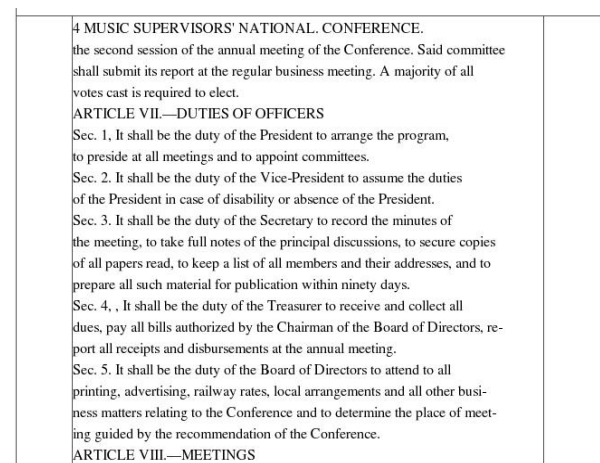 4 MUSIC SUPERVISORS' NATIONAL. CONFERENCE.
the second session of the annual meeting of the Conference. Said committee
shall submit its report at the regular business meeting. A majority of all
votes cast is required to elect.
ARTICLE VII.—DUTIES OF OFFICERS
Sec. 1, It shall be the duty of the President to arrange the program,
to preside at all meetings and to appoint committees.
Sec. 2. It shall be the duty of the Vice-President to assume the duties
of the President in case of disability or absence of the President.
Sec. 3. It shall be the duty of the Secretary to record the minutes of
the meeting, to take full notes of the principal discussions, to secure copies
of all papers read, to keep a list of all members and their addresses, and to
prepare all such material for publication within ninety days.
Sec. 4, , It shall be the duty of the Treasurer to receive and collect all
dues, pay all bills authorized by the Chairman of the Board of Directors, re-
port all receipts and disbursements at the annual meeting.
Sec. 5. It shall be the duty of the Board of Directors to attend to all
printing, advertising, railway rates, local arrangements and all other busi-
ness matters relating to the Conference and to determine the place of meet-
ing guided by the recommendation of the Conference.
ARTICLE VIII.—MEETINGS